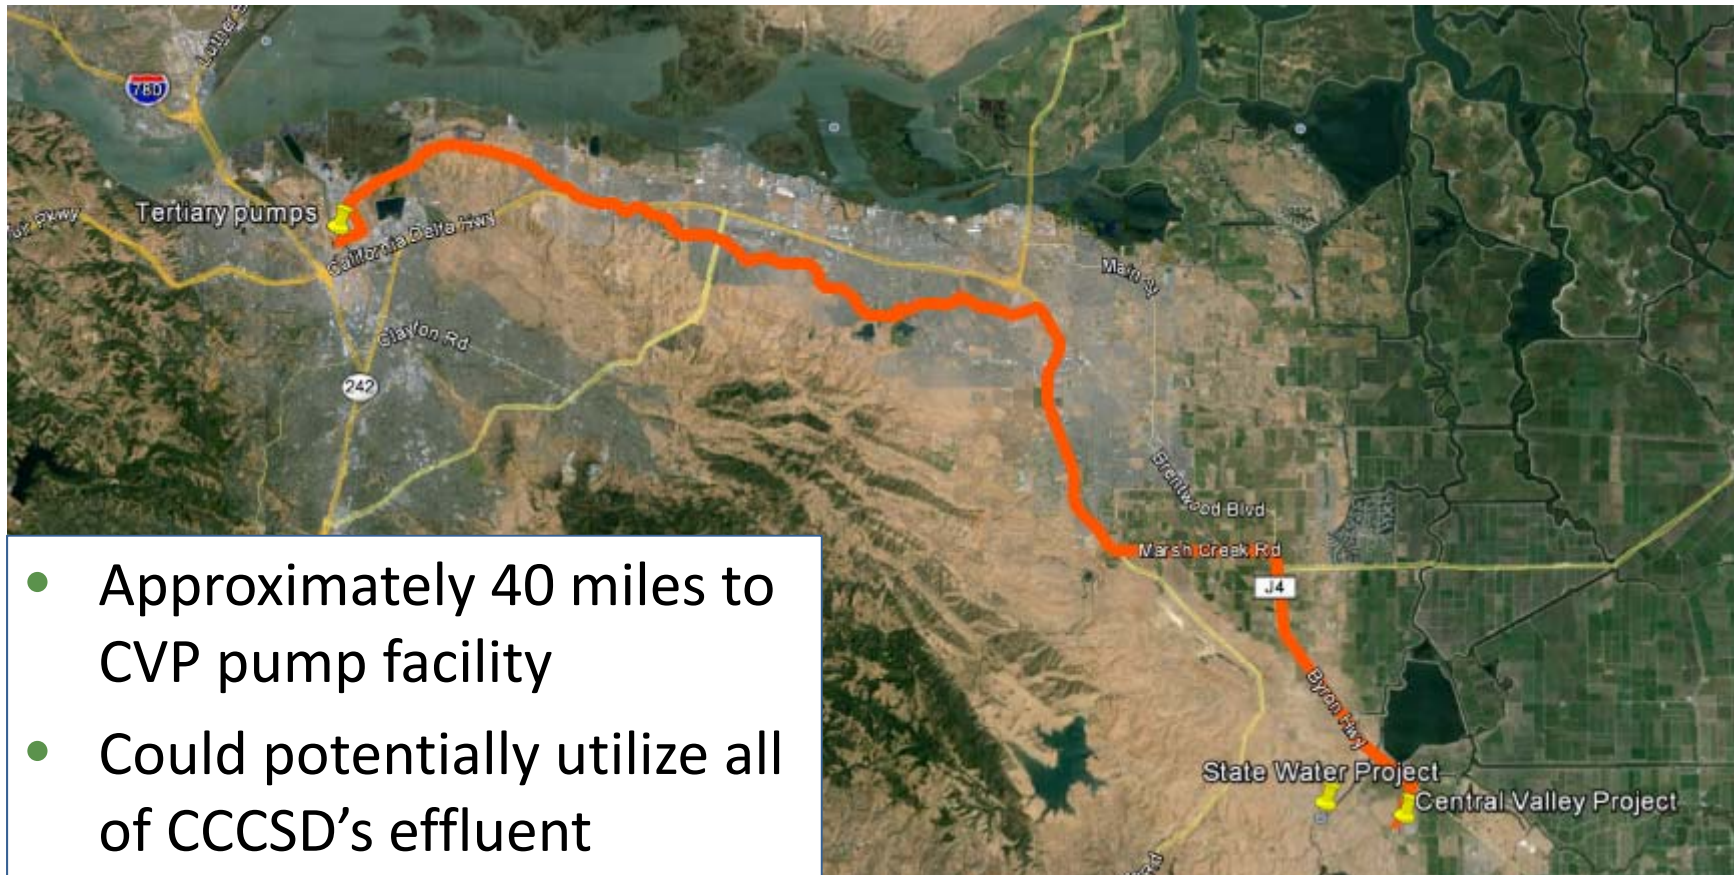 780
Tertiary pumps
Pkwy
California Delta Hwy
Main St
Clayton Rd
242
Brentwood Blvd
Marsh Creek Rd
J4
Byron Hwy
State Water Project
Central Valley Project
• Approximately 40 miles to
CVP pump facility
• Could potentially utilize all
of CCCSD’s effluent